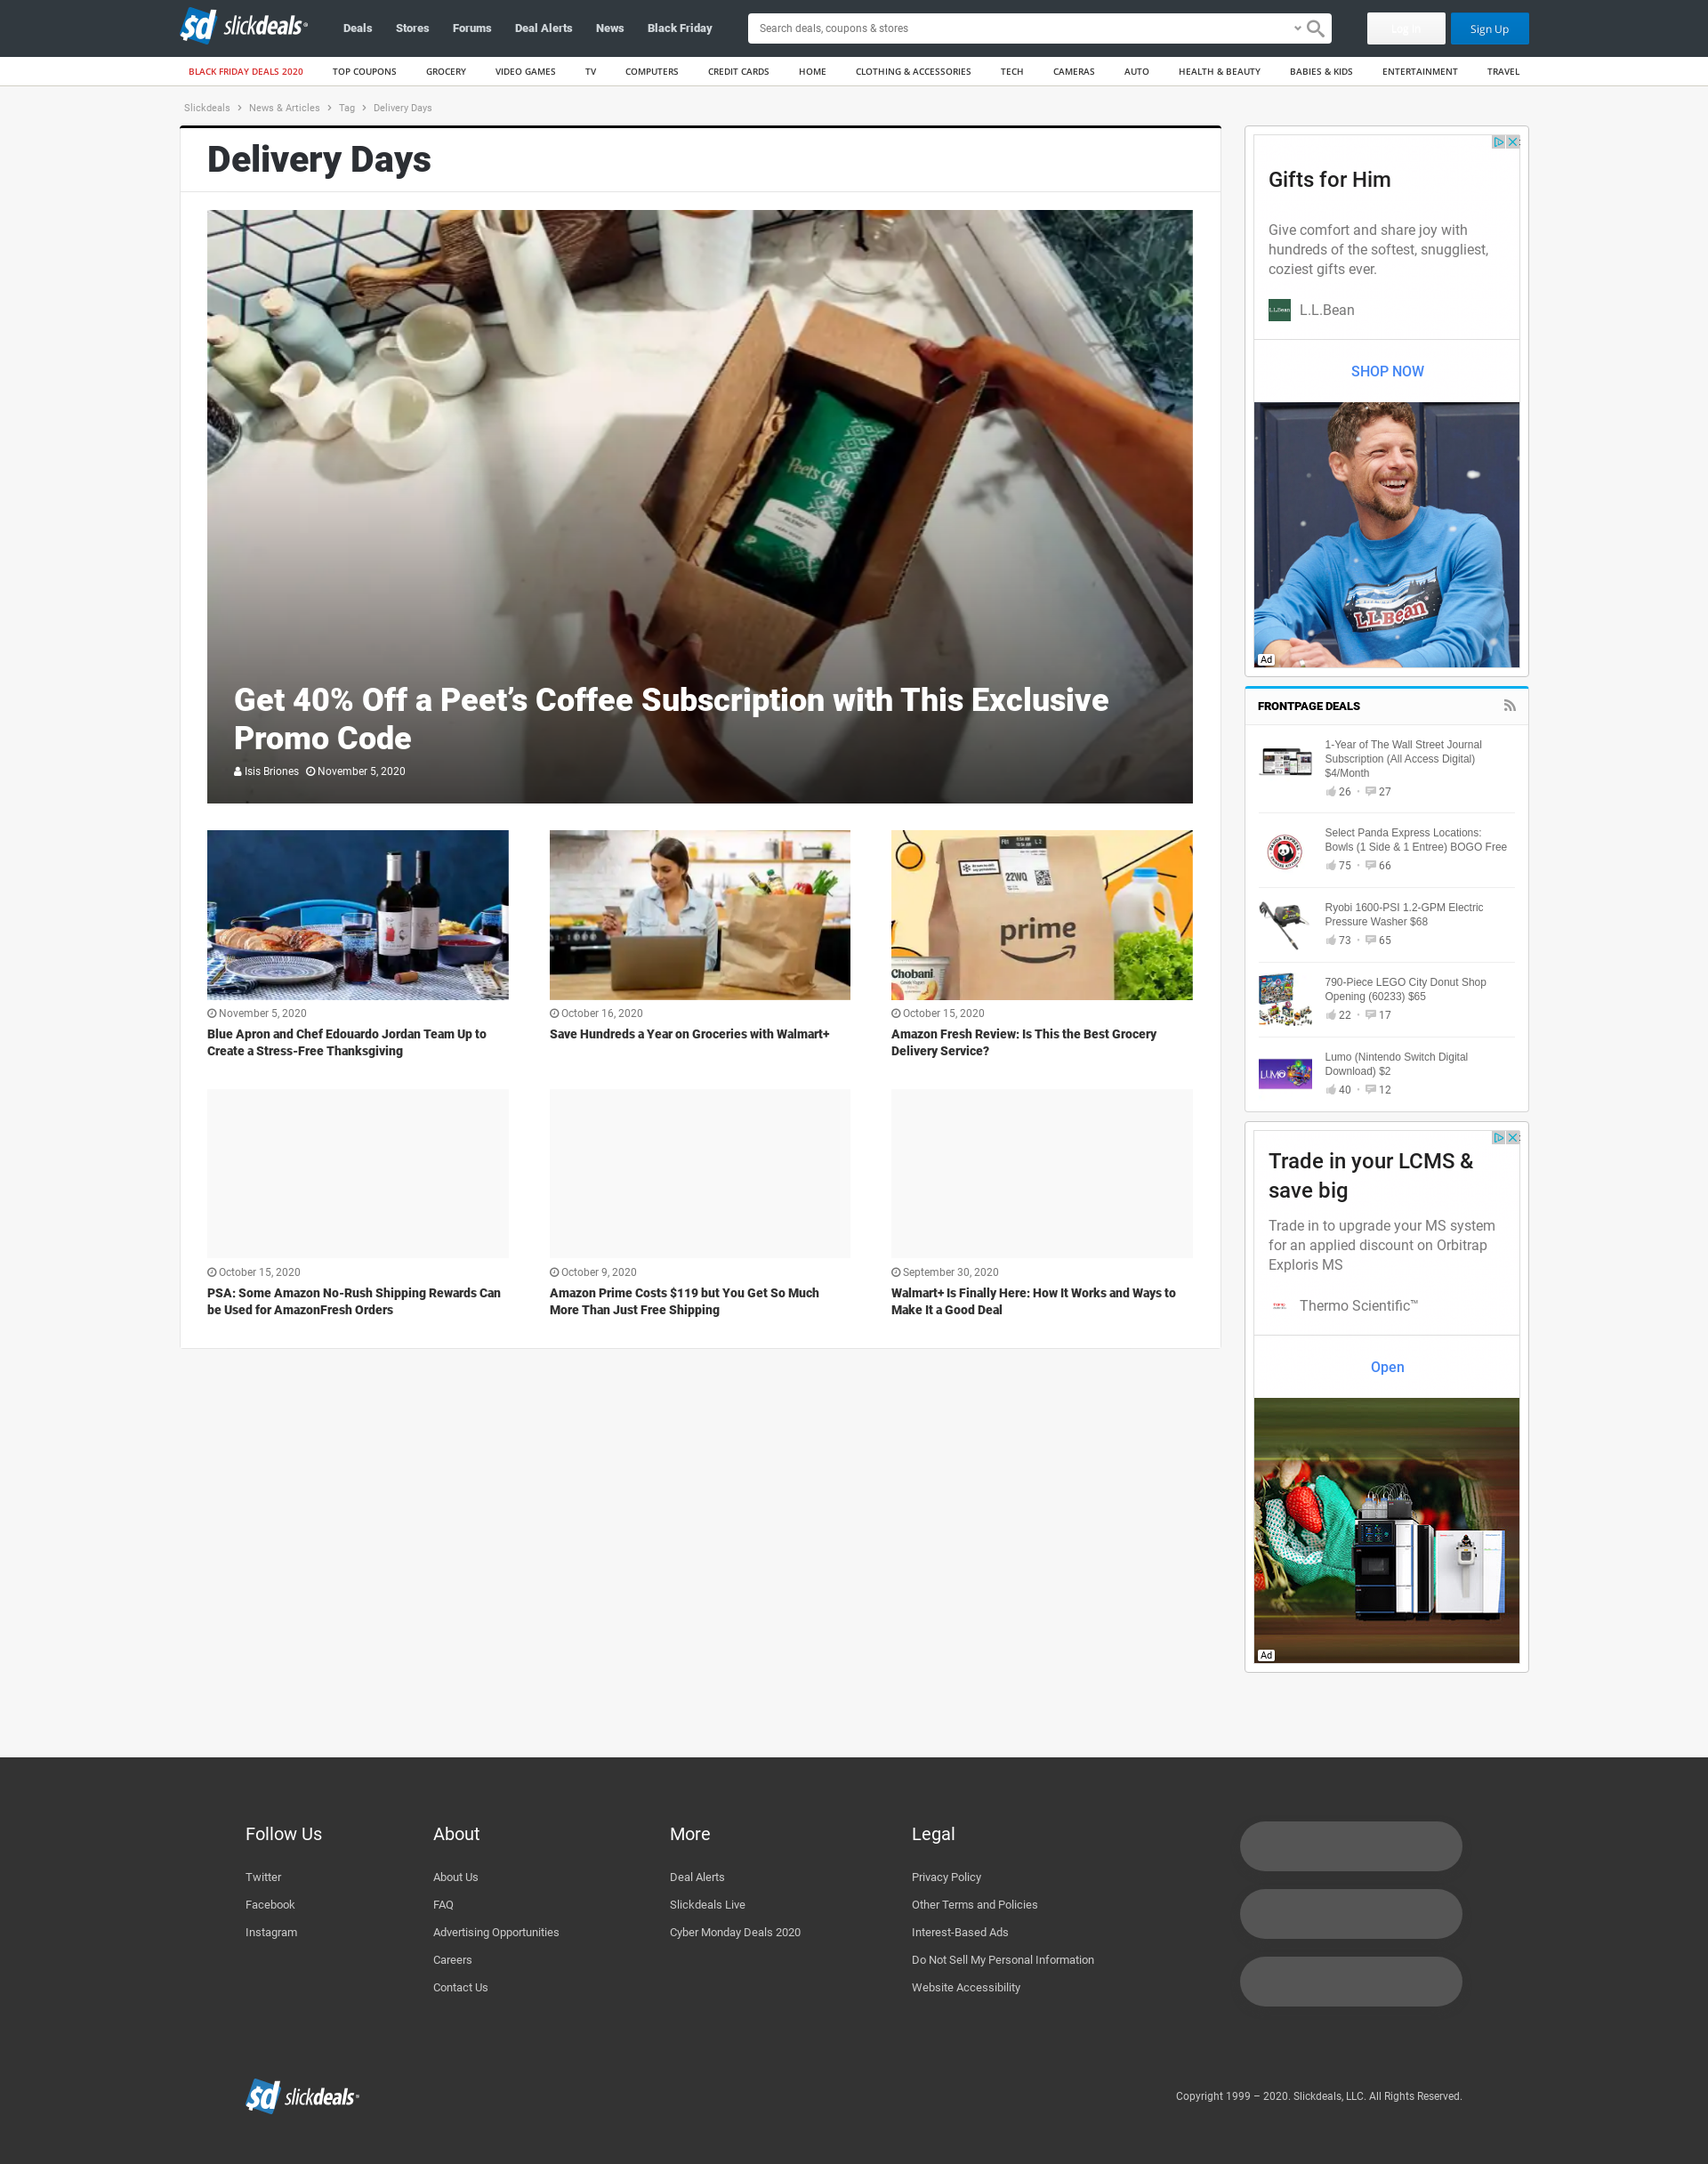 slickdeals
Deals
Stores
Forums
Deal Alerts
News
Black Friday
Search deals, coupons & stores
Log In
Sign Up
BLACK FRIDAY DEALS 2020
TOP COUPONS
GROCERY
VIDEO GAMES
TV
COMPUTERS
CREDIT CARDS
HOME
CLOTHING & ACCESSORIES
TECH
CAMERAS
AUTO
HEALTH & BEAUTY
BABIES & KIDS
ENTERTAINMENT
TRAVEL
Slickdeals > News & Articles > Tag > Delivery Days
Delivery Days
Peet's Coffee
Get 40% Off a Peet’s Coffee Subscription with This Exclusive
Promo Code
Isis Briones November 5, 2020
November 5, 2020
Blue Apron and Chef Edouardo Jordan Team Up to
Create a Stress-Free Thanksgiving
October 16, 2020
Save Hundreds a Year on Groceries with Walmart+
22WQ
prime
Chobani
October 15, 2020
Amazon Fresh Review: Is This the Best Grocery
Delivery Service?
October 15, 2020
PSA: Some Amazon No-Rush Shipping Rewards Can
be Used for AmazonFresh Orders
October 9, 2020
Amazon Prime Costs $119 but You Get So Much
More Than Just Free Shipping
September 30, 2020
Walmart+ Is Finally Here: How It Works and Ways to
Make It a Good Deal
Gifts for Him
Give comfort and share joy with
hundreds of the softest, snuggliest,
coziest gifts ever.
L.L.Bean
SHOP NOW
L.L.Bean
Ad
FRONTPAGE DEALS
1-Year of The Wall Street Journal
Subscription (All Access Digital)
$4/Month
26 • 27
Select Panda Express Locations:
Bowls (1 Side & 1 Entree) BOGO Free
75 • 66
Ryobi 1600-PSI 1.2-GPM Electric
Pressure Washer $68
73 • 65
790-Piece LEGO City Donut Shop
Opening (60233) $65
22 • 17
LUMO
Lumo (Nintendo Switch Digital
Download) $2
40 • 12
Trade in your LCMS &
save big
Trade in to upgrade your MS system
for an applied discount on Orbitrap
Exploris MS
Thermo Scientific™
Open
Ad
Follow Us
Twitter
Facebook
Instagram
About
About Us
FAQ
Advertising Opportunities
Careers
Contact Us
More
Deal Alerts
Slickdeals Live
Cyber Monday Deals 2020
Legal
Privacy Policy
Other Terms and Policies
Interest-Based Ads
Do Not Sell My Personal Information
Website Accessibility
slickdeals
Copyright 1999 – 2020. Slickdeals, LLC. All Rights Reserved.